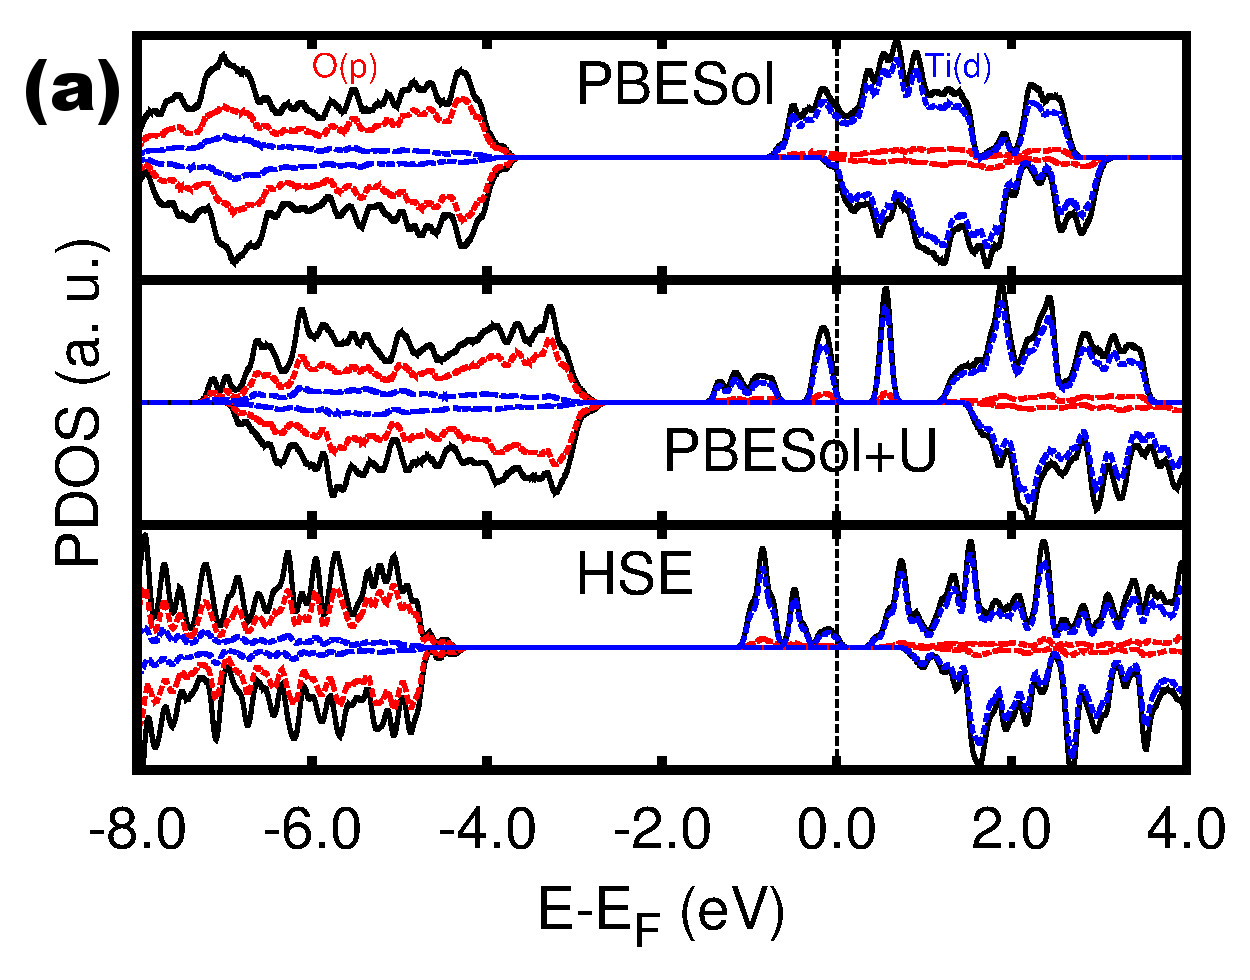 (a)
O(p)
PBESol
Ti(d)
PBESol+U
HSE
PDOS (a. u.)
-8.0 -6.0 -4.0 -2.0 0.0 2.0 4.0
E-E_F (eV)